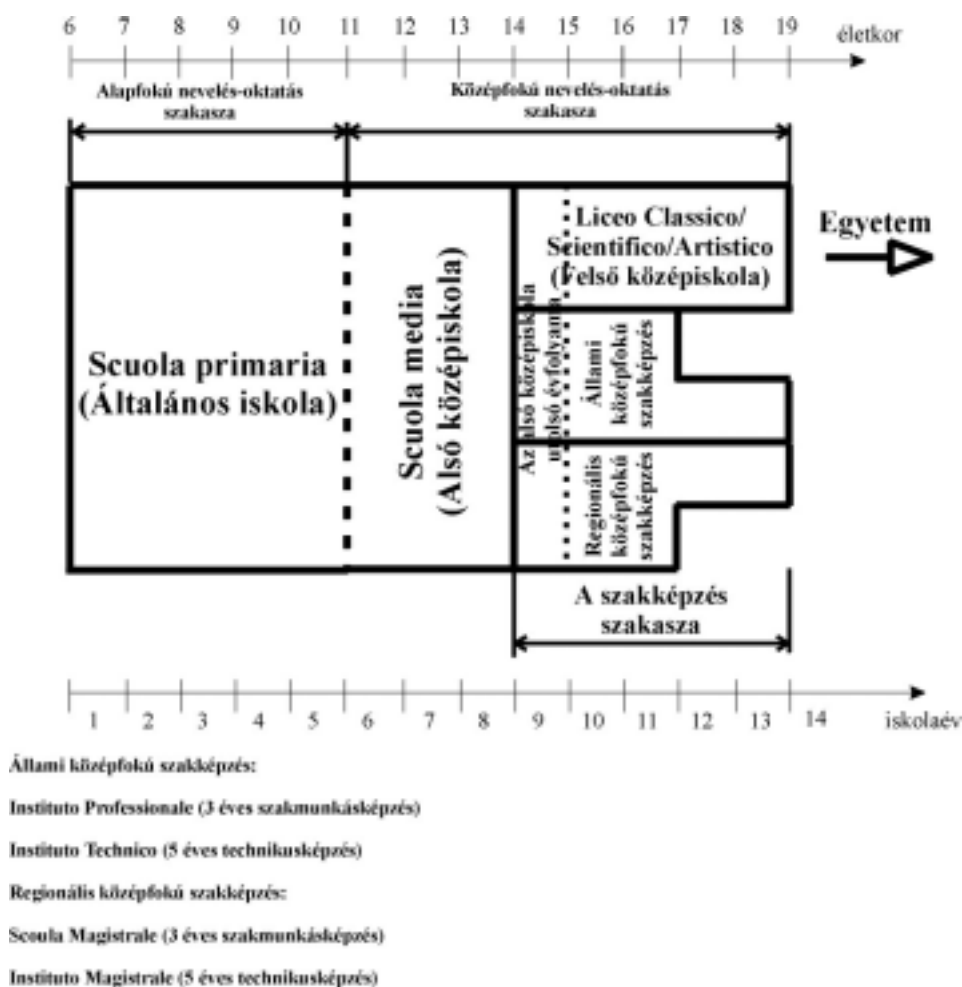 6 7 8 9 10 11 12 13 14 15 16 17 18 19
életkor
Alapfokú nevelés-oktatás
szakasza
Középfokú nevelés-oktatás
szakasza
Scuola primaria
(Általános iskola)
Scuola media
(Alsó középiskola)
Liceo Classico/
Scientifico/Artistico
(Felső középiskola)
Egyetem
Az alsó középiskola
utolsó évfolyama
Állami
középfokú
szakképzés
Regionális
középfokú
szakképzés
A szakképzés
szakasza
1 2 3 4 5 6 7 8 9 10 11 12 13 14
iskolaév
Állami középfokú szakképzés:
Instituto Professionale (3 éves szakmunkásképzés)
Instituto Technico (5 éves technikusképzés)
Regionális középfokú szakképzés:
Scoula Magistrale (3 éves szakmunkásképzés)
Instituto Magistrale (5 éves technikusképzés)